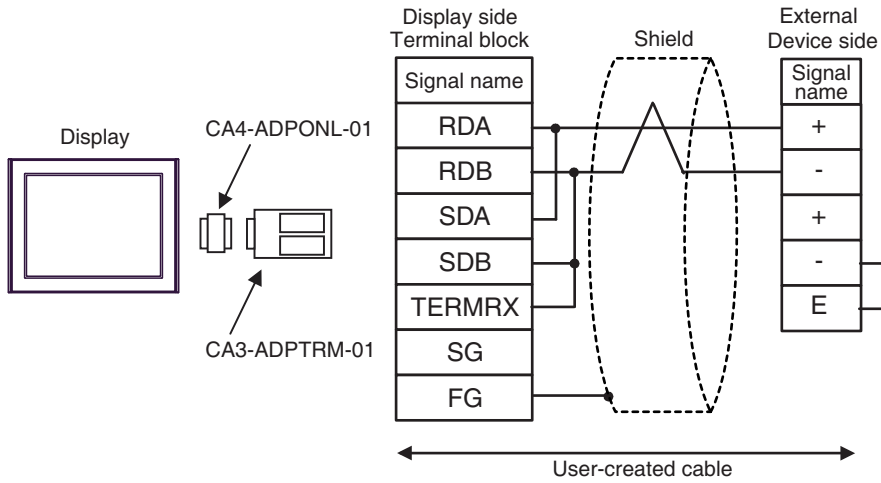 Display
CA4-ADPONL-01
CA3-ADPTRM-01
Display side
Terminal block
Signal name
RDA
RDB
SDA
SDB
TERMRX
SG
FG
Shield
External
Device side
Signal
name
+
-
+
-
E
User-created cable